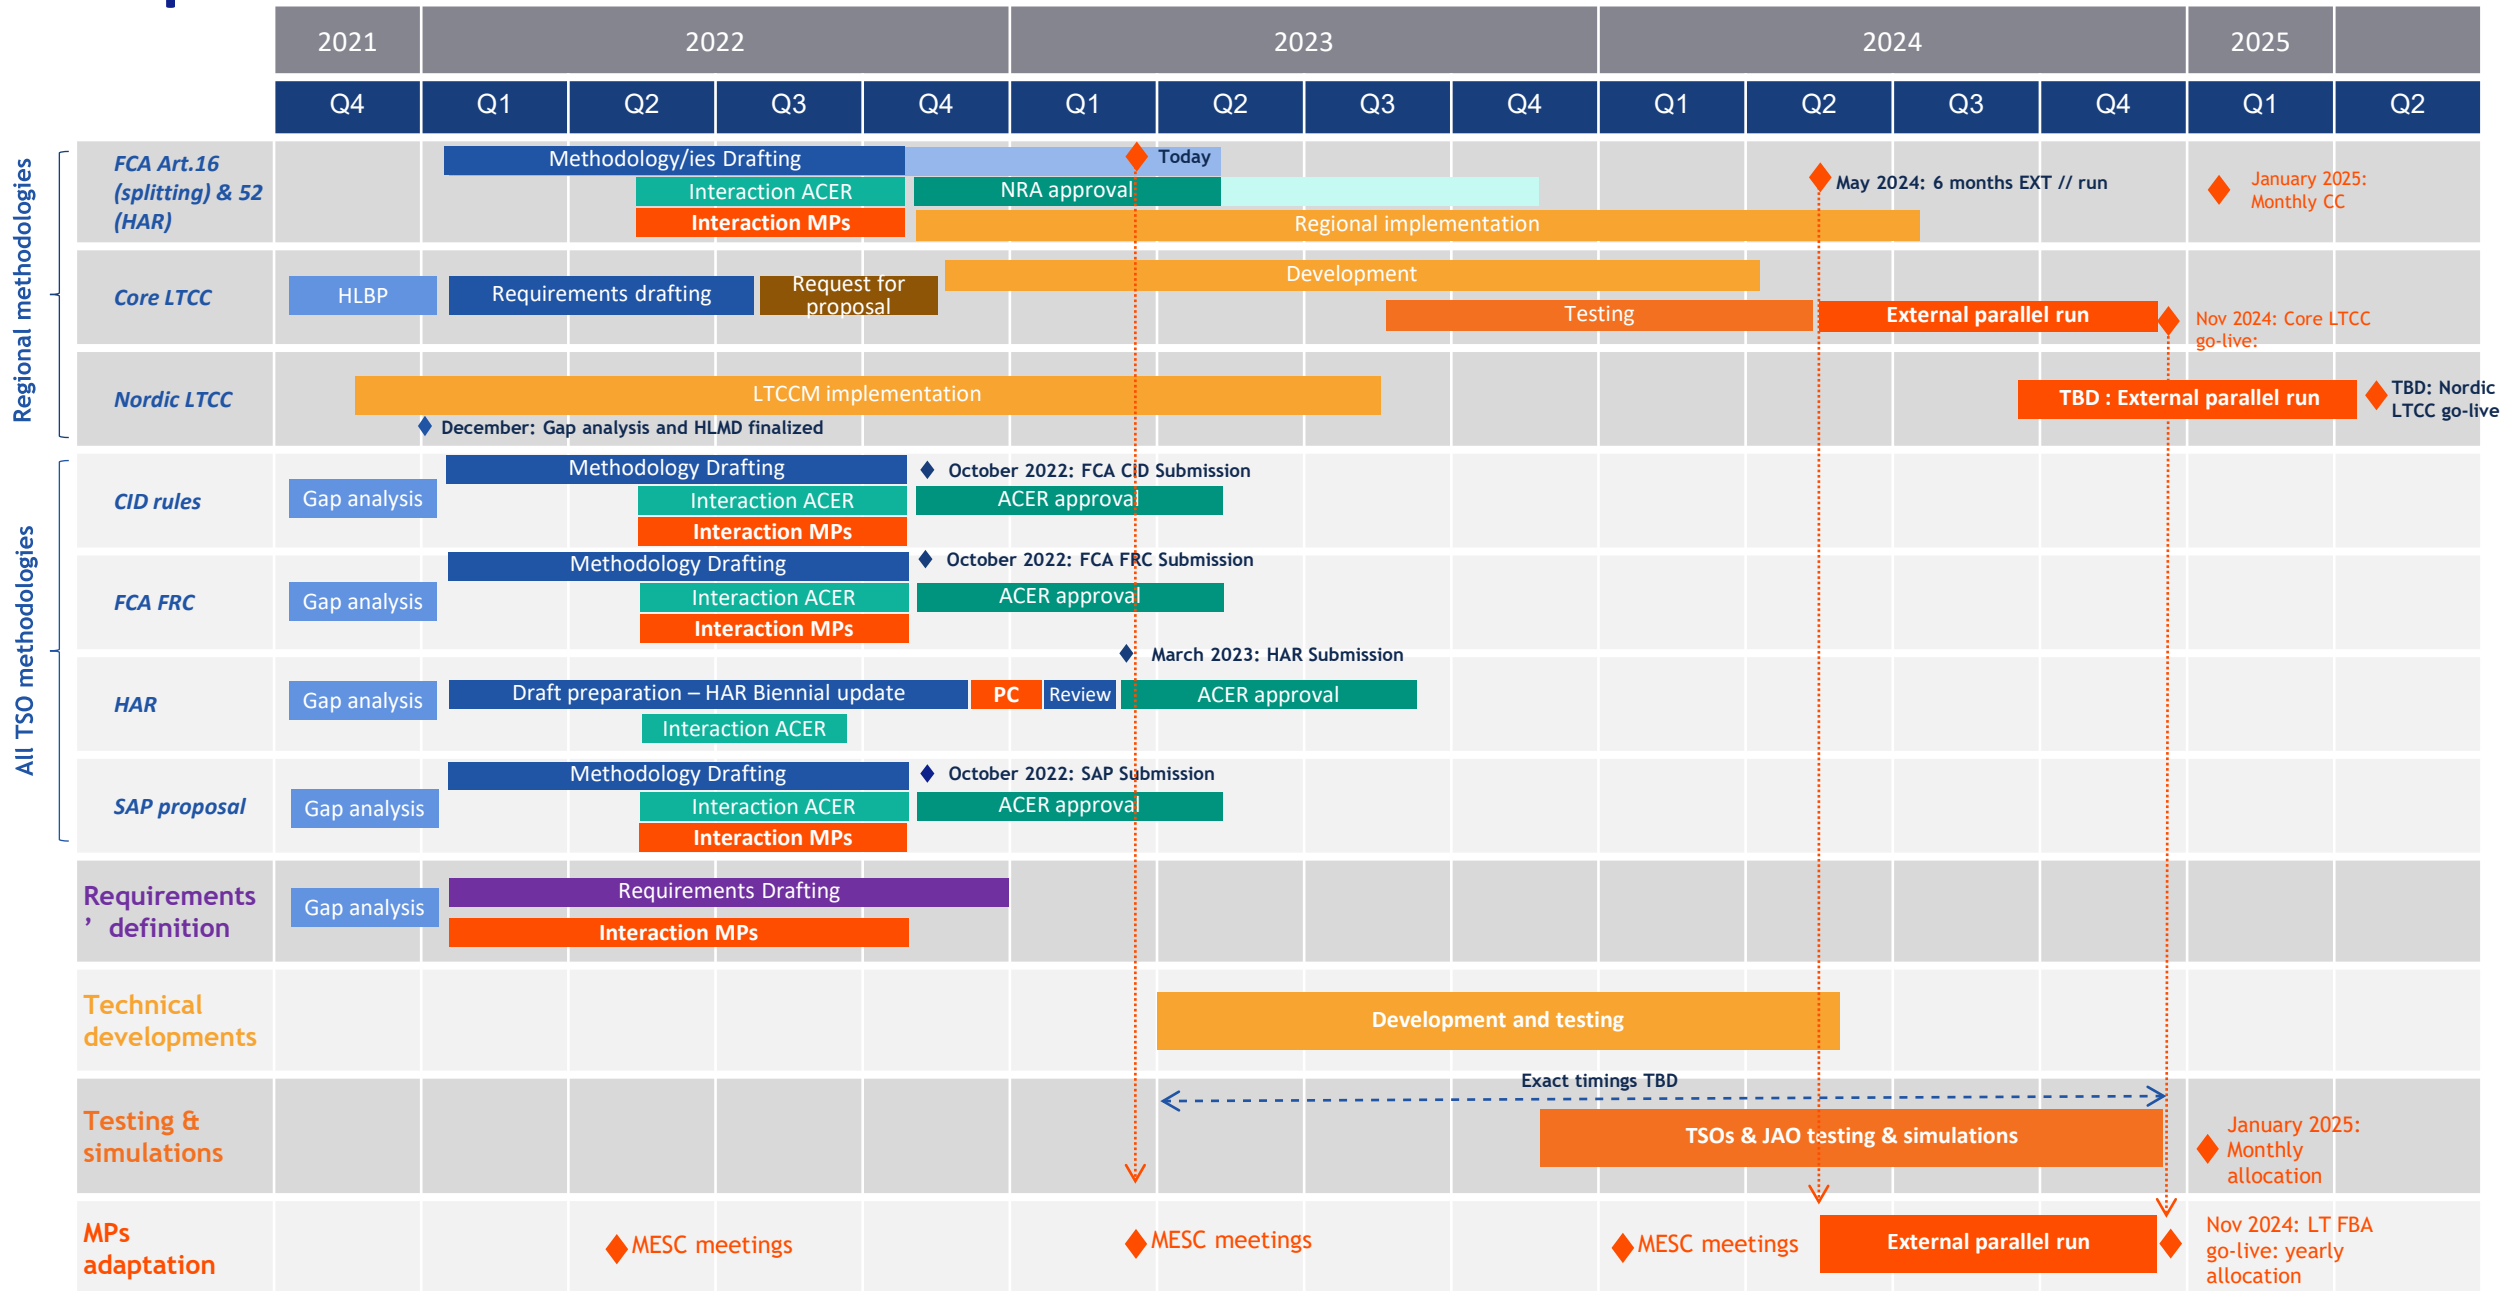 2021
2022
2023
2024
2025
Q4
Q1
Q2
Q3
Q4
Q1
Q2
Q3
Q4
Q1
Q2
Q3
Q4
Q1
Q2
Regional methodologies
FCA Art.16
(splitting) & 52
(HAR)
Methodology/ies Drafting
Today
Interaction ACER
NRA approval
Interaction MPs
Regional implementation
May 2024: 6 months EXT // run
January 2025:
Monthly CC
Core LTCC
HLBP
Requirements drafting
Request for
proposal
Development
Testing
External parallel run
Nov 2024: Core LTCC
go-live:
Nordic LTCC
LTCCM implementation
December: Gap analysis and HLMD finalized
TBD : External parallel run
TBD: Nordic
LTCC go-live
All TSO methodologies
CID rules
Gap analysis
Methodology Drafting
Interaction ACER
Interaction MPs
October 2022: FCA CID Submission
ACER approval
FCA FRC
Gap analysis
Methodology Drafting
Interaction ACER
Interaction MPs
October 2022: FCA FRC Submission
ACER approval
HAR
Gap analysis
March 2023: HAR Submission
Draft preparation – HAR Biennial update
PC
Review
ACER approval
Interaction ACER
SAP proposal
Gap analysis
Methodology Drafting
Interaction ACER
Interaction MPs
October 2022: SAP Submission
ACER approval
Requirements
’ definition
Gap analysis
Requirements Drafting
Interaction MPs
Technical
developments
Development and testing
Testing &
simulations
Exact timings TBD
TSOs & JAO testing & simulations
January 2025:
Monthly
allocation
MPs
adaptation
MESC meetings
MESC meetings
MESC meetings
External parallel run
Nov 2024: LT FBA
go-live: yearly
allocation